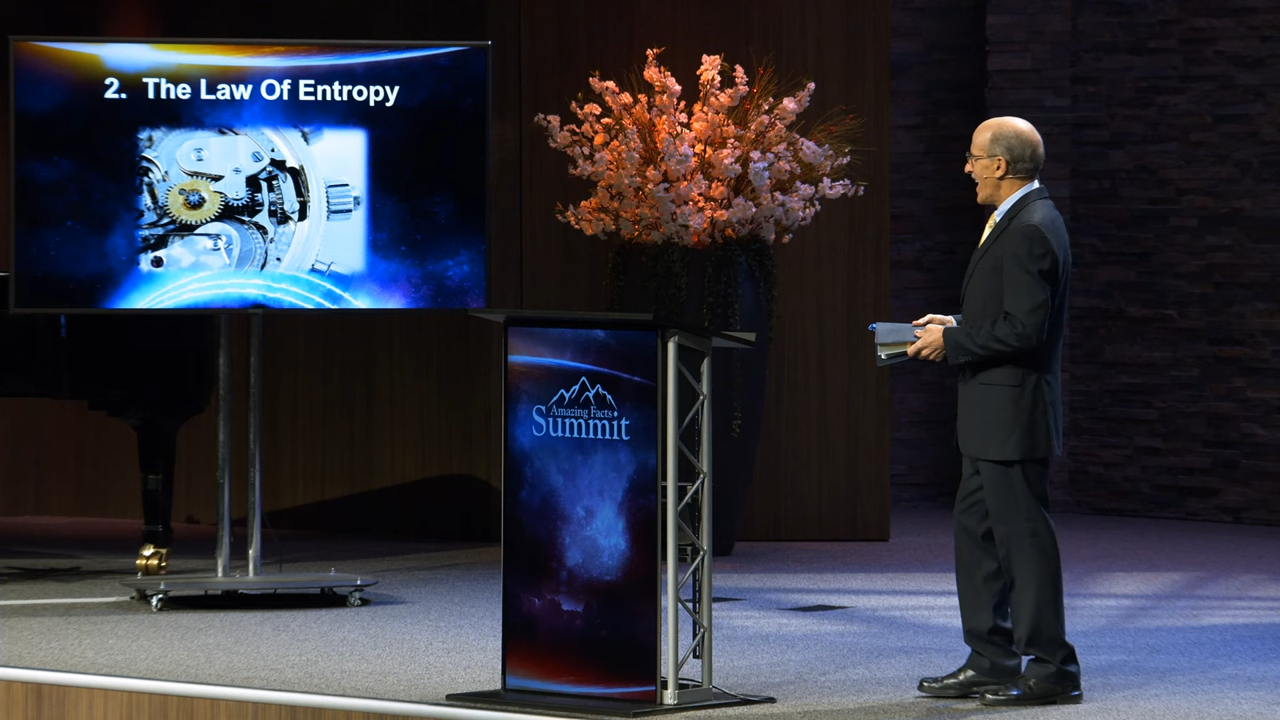 2. The Law Of Entropy
Amazing Facts
Summit